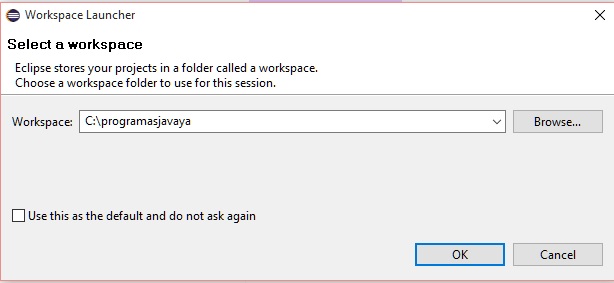 Workspace Launcher
Select a workspace
Eclipse stores your projects in a folder called a workspace.
Choose a workspace folder to use for this session.
Workspace: C:\programasjavaya Browse...
Use this as the default and do not ask again
OK Cancel